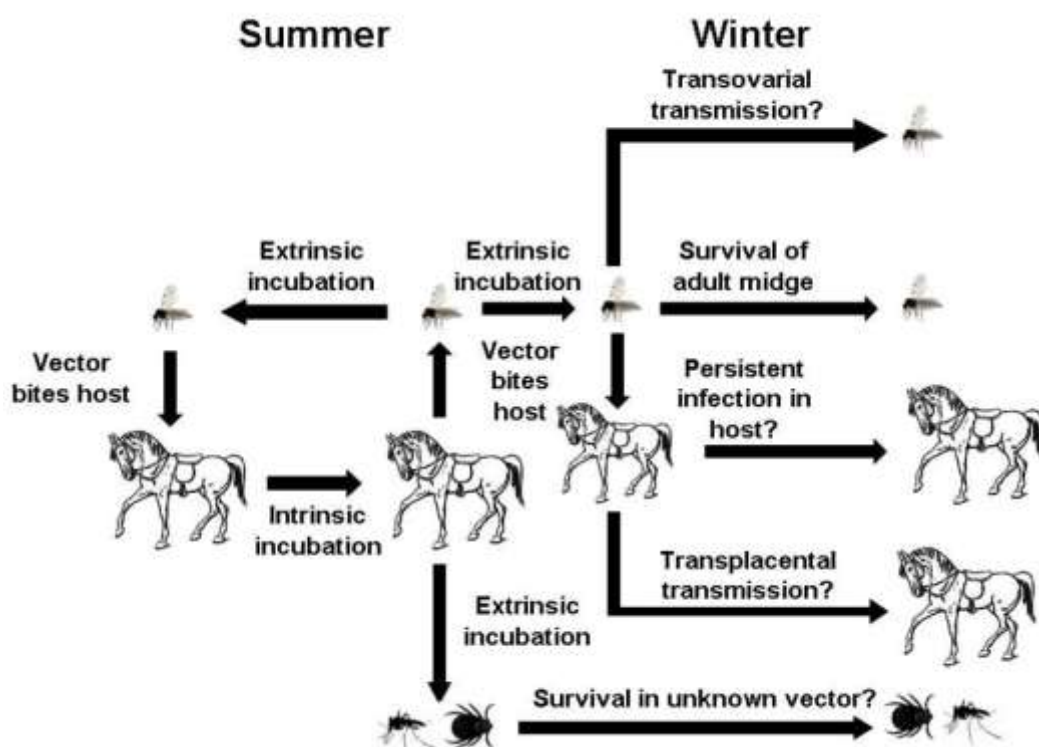 Summer
Winter
Transovarial
transmission?
Extrinsic
incubation
Extrinsic
incubation
Survival of
adult midge
Vector
bites host
Vector
bites
host
Persistent
infection in
host?
Intrinsic
incubation
Transplacental
transmission?
Extrinsic
incubation
Survival in unknown vector?